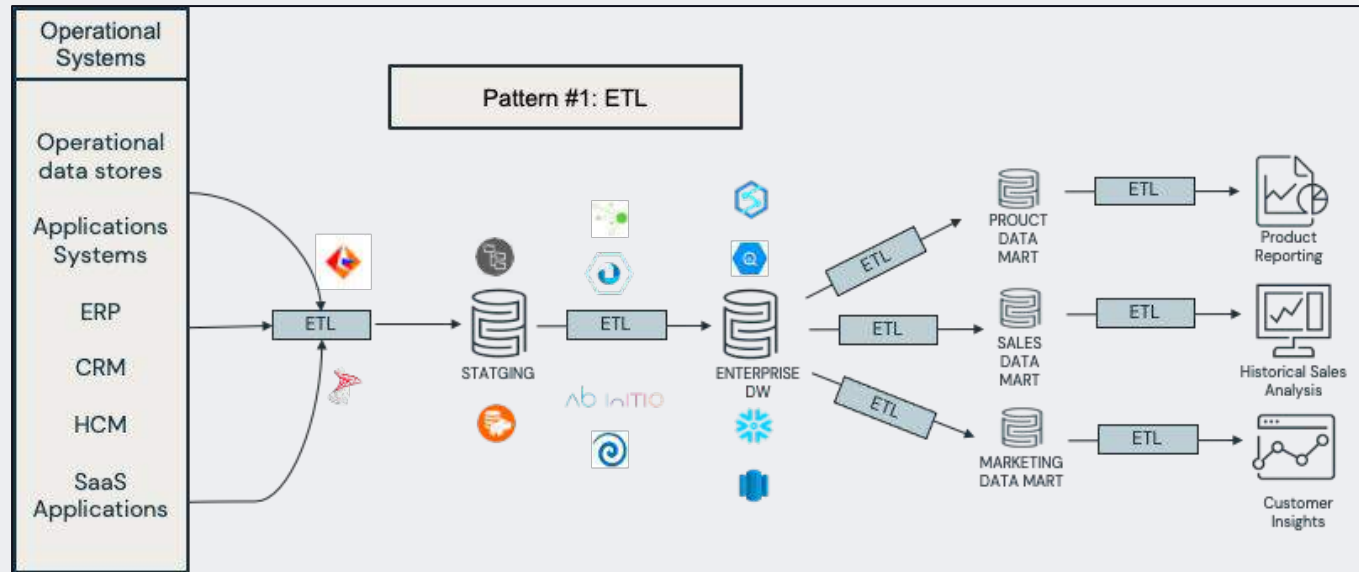 Operational
Systems
Operational
data stores
Applications
Systems
ERP
CRM
HCM
SaaS
Applications
Pattern #1: ETL
ETL
STATGING
ETL
Ab InITIO
ENTERPRISE
DW
ETL
ETL
ETL
PROUCT
DATA
MART
ETL
Product
Reporting
SALES
DATA
MART
ETL
Historical Sales
Analysis
MARKETING
DATA MART
ETL
Customer
Insights